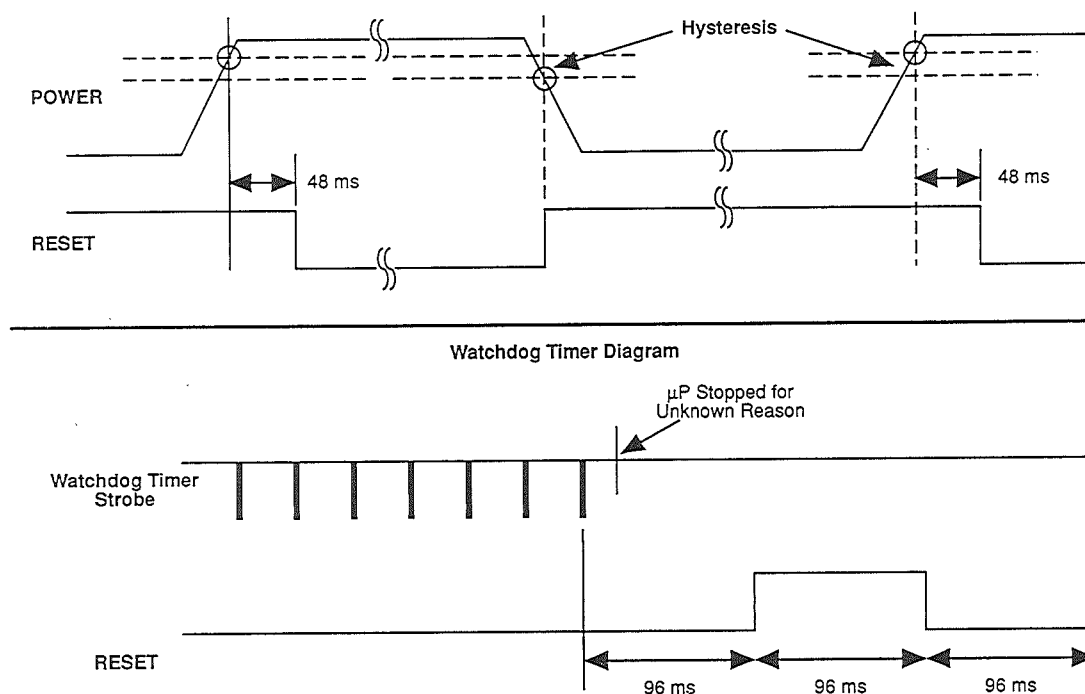 Hysteresis
POWER
48 ms
48 ms
RESET
Watchdog Timer Diagram
μP Stopped for
Unknown Reason
Watchdog Timer
Strobe
RESET
96 ms
96 ms
96 ms